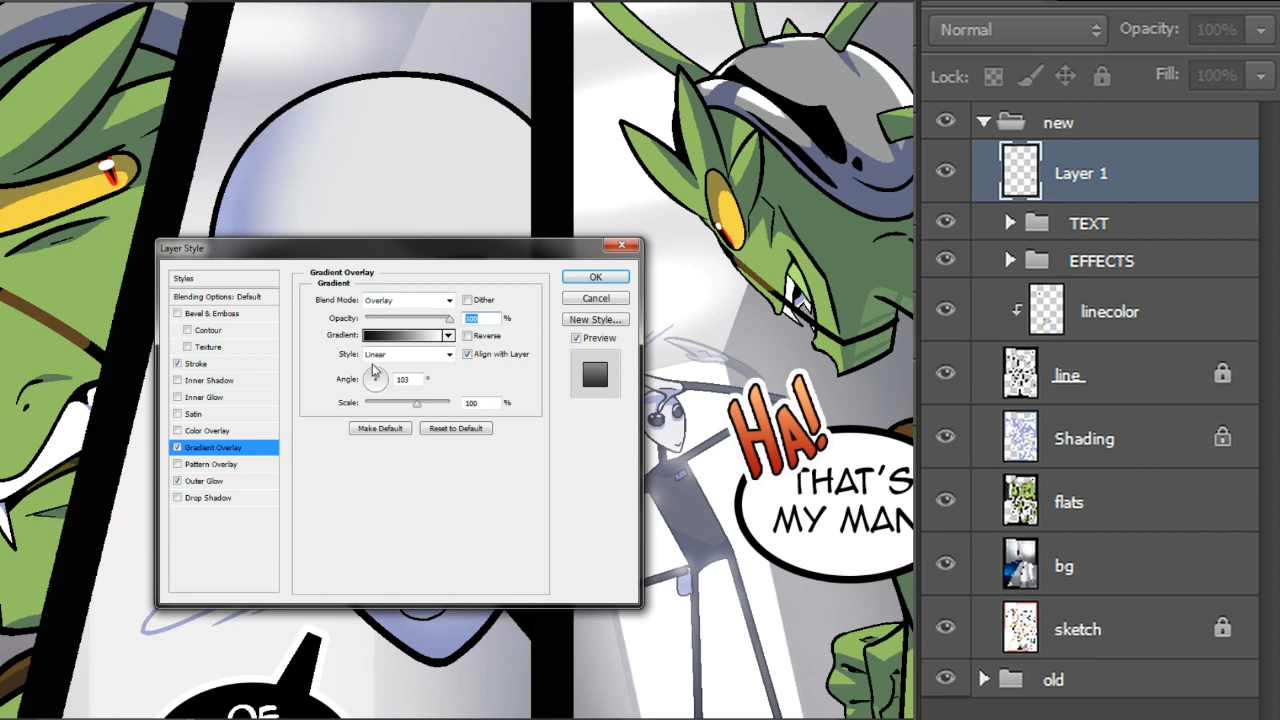 Layer Style
Styles
Blending Options: Default
Bevel & Emboss
Contour
Texture
Stroke
Inner Shadow
Inner Glow
Satin
Color Overlay
Gradient Overlay
Pattern Overlay
Outer Glow
Drop Shadow
Gradient Overlay
Gradient
Blend Mode: Overlay Dither
Opacity: 100 %
Gradient: Reverse
Style: Linear Align with Layer
Angle: 103 °
Scale: 100 %
Make Default Reset to Default
OK
Cancel
New Style...
Preview
HA!
THAT'S
MY MAN
OF
Normal Opacity: 100%
Lock: Fill: 100%
new
Layer 1
TEXT
EFFECTS
linecolor
line
Shading
flats
bg
sketch
old